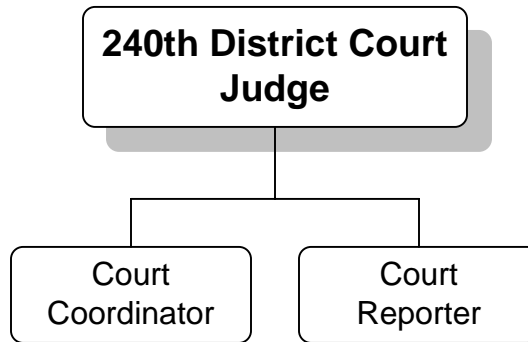 240th District Court
Judge
Court
Coordinator
Court
Reporter